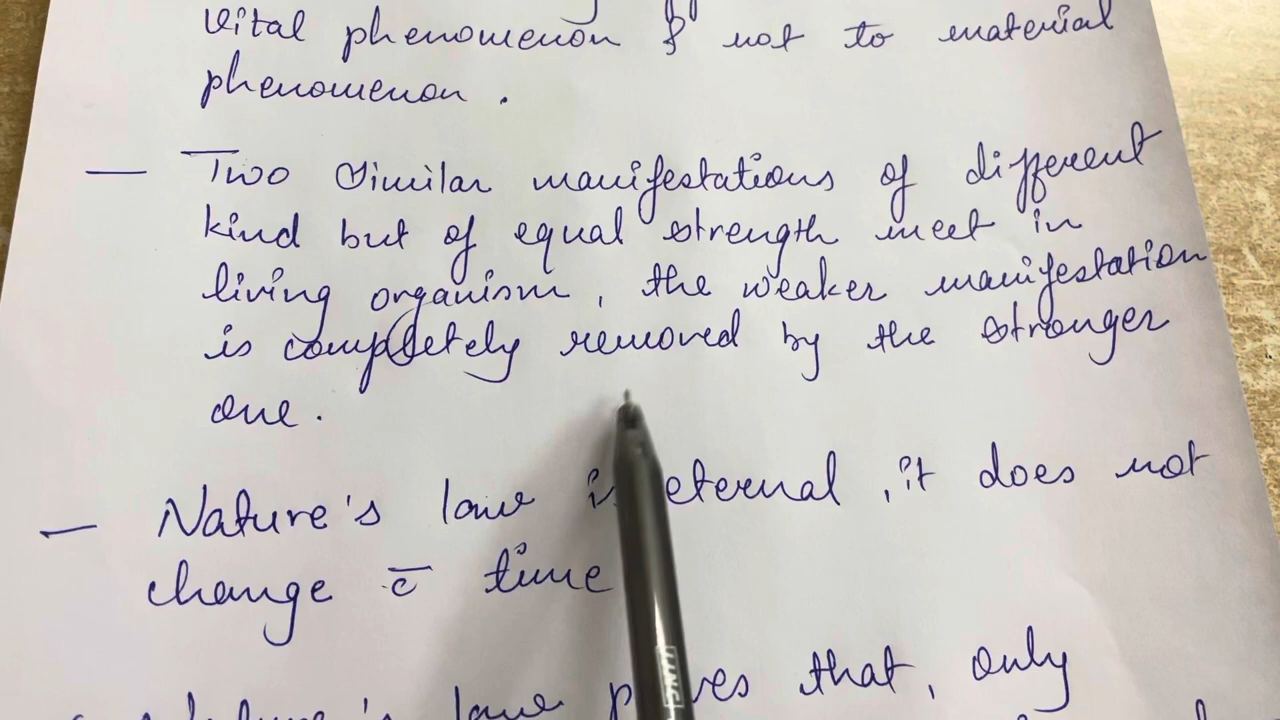 vital phenomenon & not to material
phenomenon.
— Two similar manifestations of different
kind but of equal strength meet in
living organism, the weaker manifestation
is completely removed by the stronger
one.
— Nature's law is eternal, it does not
change c̄ time
law that, only